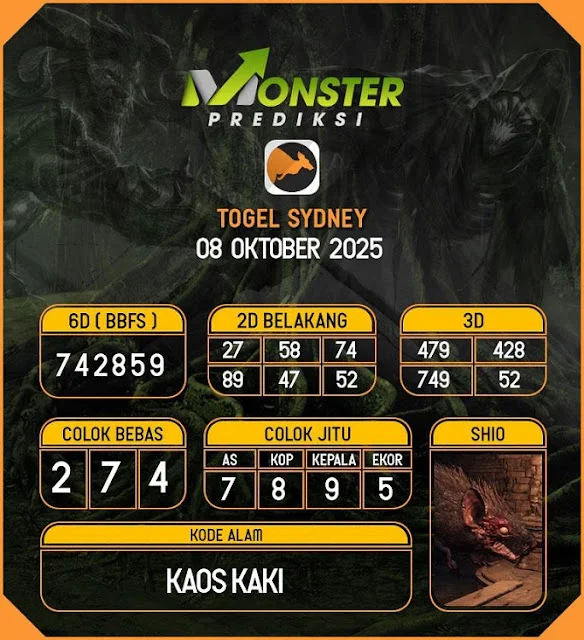 MONSTER
PREDIKSI
TOGEL SYDNEY
08 OKTOBER 2025
6D ( BBFS )
742859
2D BELAKANG
27 58 74
89 47 52
3D
479 428
749 52
COLOK BEBAS
2 7 4
COLOK JITU
AS KOP KEPALA EKOR
7 8 9 5
SHIO
KODE ALAM
KAOS KAKI